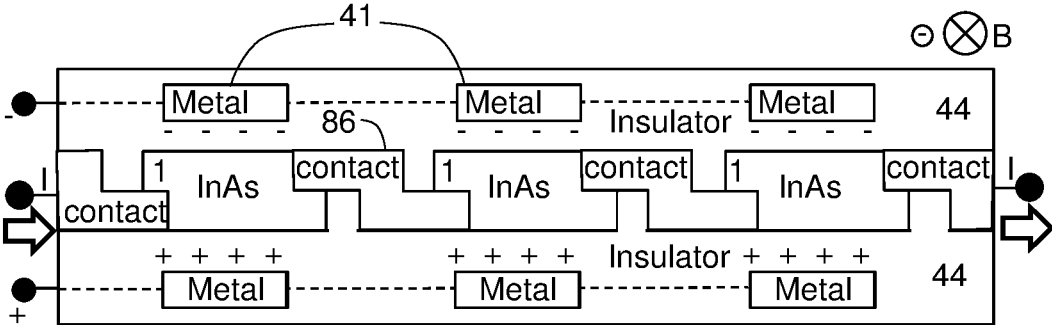 41
⊖ ⊗ B
Metal Metal Metal
-
- - - - - - - - - - - -
Insulator
44
86
I
1 InAs contact 1 InAs contact 1 InAs contact
I
contact
+ + + + + + + + + + + +
Insulator
44
Metal Metal Metal
+